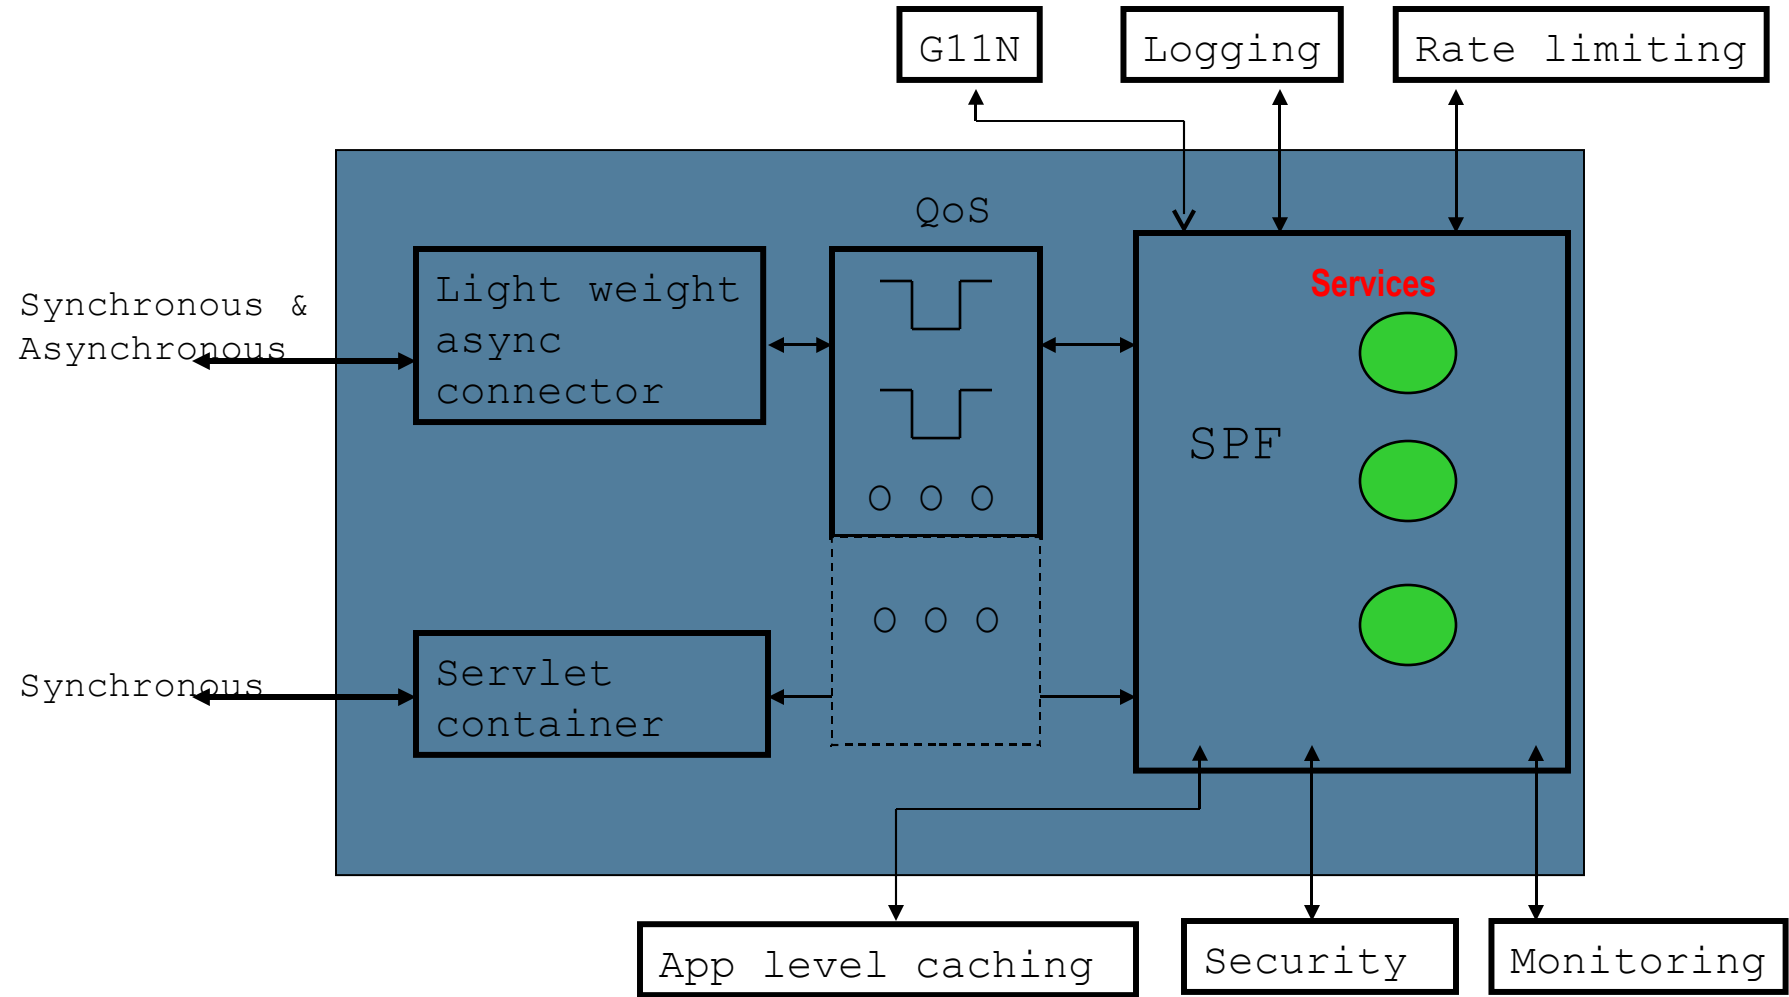 G11N
Logging
Rate limiting
QoS
Services
Synchronous &
Asynchronous
Light weight
async
connector
SPF
O O O
O O O
Synchronous
Servlet
container
App level caching
Security
Monitoring